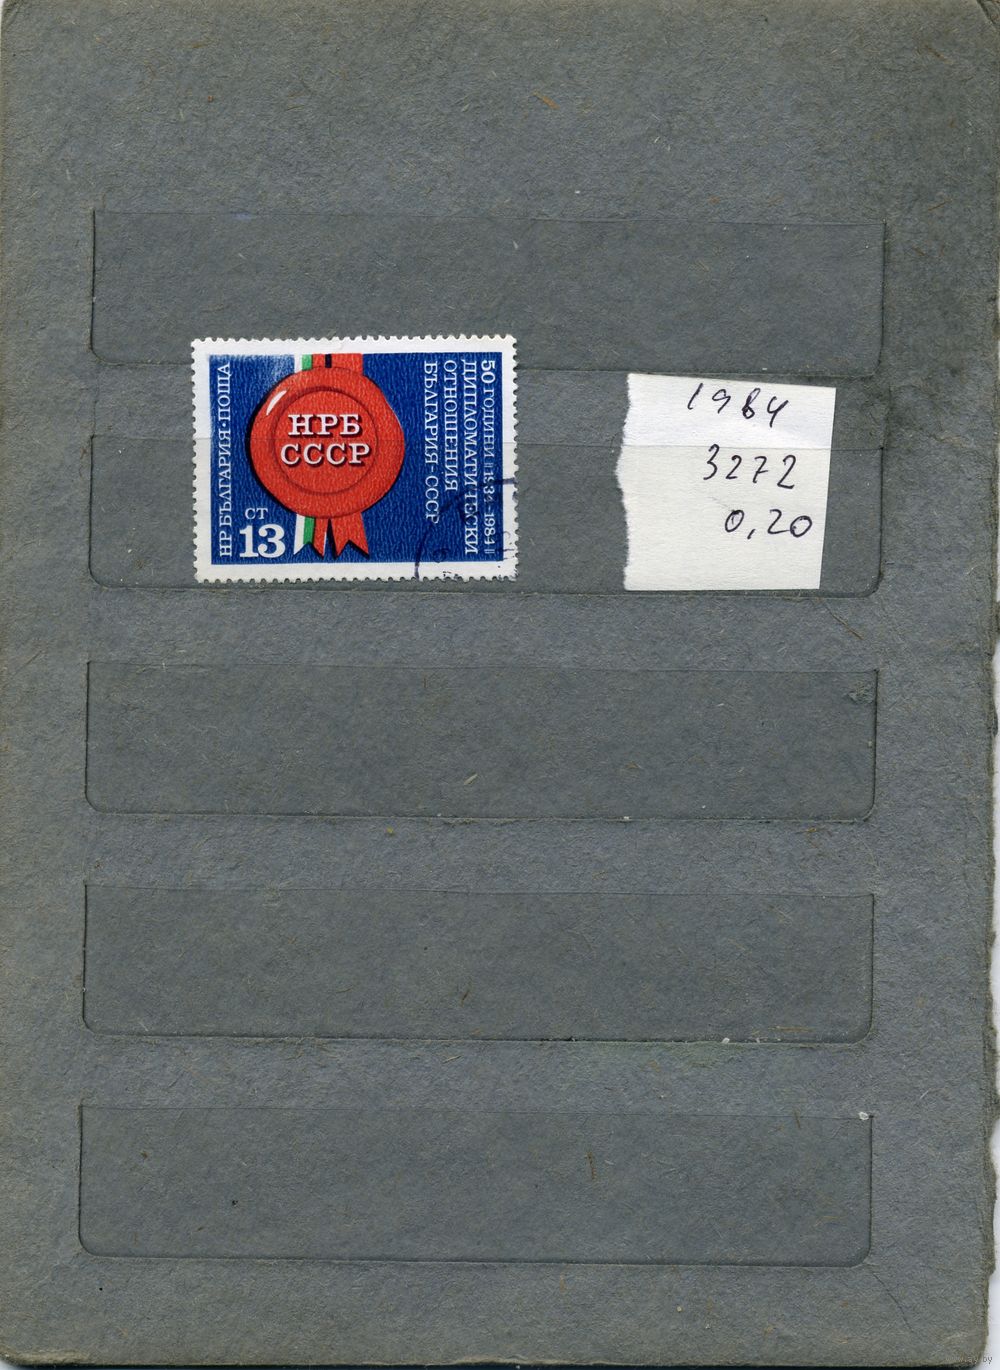 НР БЪЛГАРИЯ·ПОЩА
НРБ
СССР
СТ
13
50 ГОДИНИ || 1934-1984 ||
ДИПЛОМАТИЧЕСКИ
ОТНОШЕНИЯ
БЪЛГАРИЯ-СССР
1984
3272
0,20